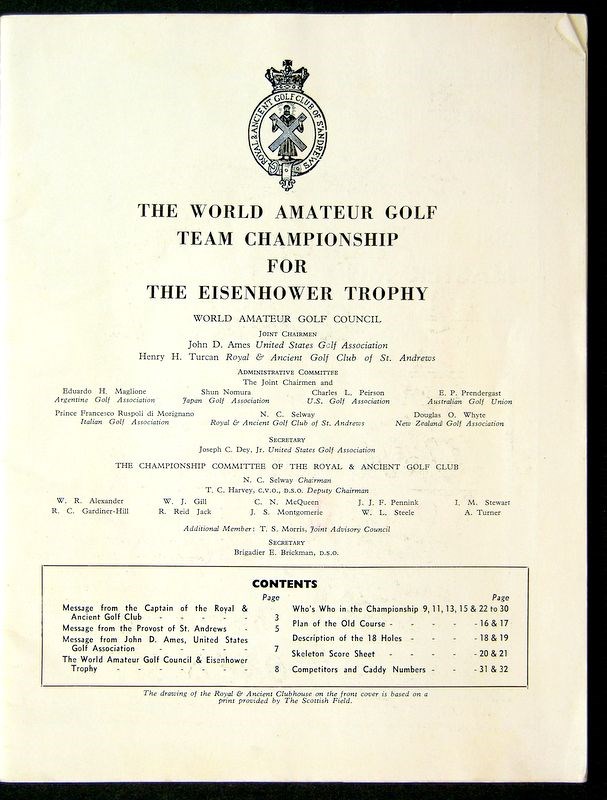 ROYAL & ANCIENT GOLF CLUB OF ST ANDREWS
THE WORLD AMATEUR GOLF
TEAM CHAMPIONSHIP
FOR
THE EISENHOWER TROPHY
WORLD AMATEUR GOLF COUNCIL
JOINT CHAIRMEN
John D. Ames United States Golf Association
Henry H. Turcan Royal & Ancient Golf Club of St. Andrews
ADMINISTRATIVE COMMITTEE
The Joint Chairmen and
Eduardo H. Maglione Shun Nomura Charles L. Peirson E. P. Prendergast
Argentine Golf Association Japan Golf Association U.S. Golf Association Australian Golf Union
Prince Francesco Ruspoli di Morignano N. C. Selway Douglas O. Whyte
Italian Golf Association Royal & Ancient Golf Club of St. Andrews New Zealand Golf Association
SECRETARY
Joseph C. Dey, Jr. United States Golf Association
THE CHAMPIONSHIP COMMITTEE OF THE ROYAL & ANCIENT GOLF CLUB
N. C. Selway Chairman
T. C. Harvey, C.V.O., D.S.O. Deputy Chairman
W. R. Alexander W. J. Gill C. N. McQueen J. J. F. Pennink I. M. Stewart
R. C. Gardiner-Hill R. Reid Jack J. S. Montgomerie W. L. Steele A. Turner
Additional Member: T. S. Morris, Joint Advisory Council
SECRETARY
Brigadier E. Brickman, D.S.O.
CONTENTS
Page
Message from the Captain of the Royal &
Ancient Golf Club - - - - - 3
Message from the Provost of St. Andrews - 5
Message from John D. Ames, United States
Golf Association - - - - - 7
The World Amateur Golf Council & Eisenhower
Trophy - - - - - - - 8
Page
Who's Who in the Championship 9, 11, 13, 15 & 22 to 30
Plan of the Old Course - - - - - 16 & 17
Description of the 18 Holes - - - - 18 & 19
Skeleton Score Sheet - - - - - 20 & 21
Competitors and Caddy Numbers - - - 31 & 32
The drawing of the Royal & Ancient Clubhouse on the front cover is based on a
print provided by The Scottish Field.